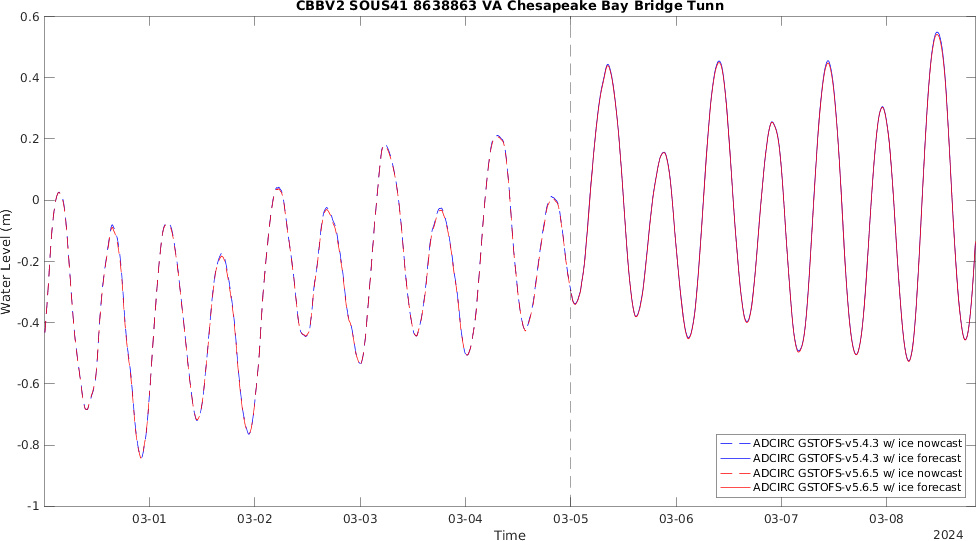 CBBV2 SOUS41 8638863 VA Chesapeake Bay Bridge Tunn
0.6
0.4
0.2
0
-0.2
-0.4
-0.6
-0.8
-1
Water Level (m)
03-01
03-02
03-03
03-04
03-05
03-06
03-07
03-08
Time
2024
ADCIRC GSTOFS-v5.4.3 w/ ice nowcast
ADCIRC GSTOFS-v5.4.3 w/ ice forecast
ADCIRC GSTOFS-v5.6.5 w/ ice nowcast
ADCIRC GSTOFS-v5.6.5 w/ ice forecast